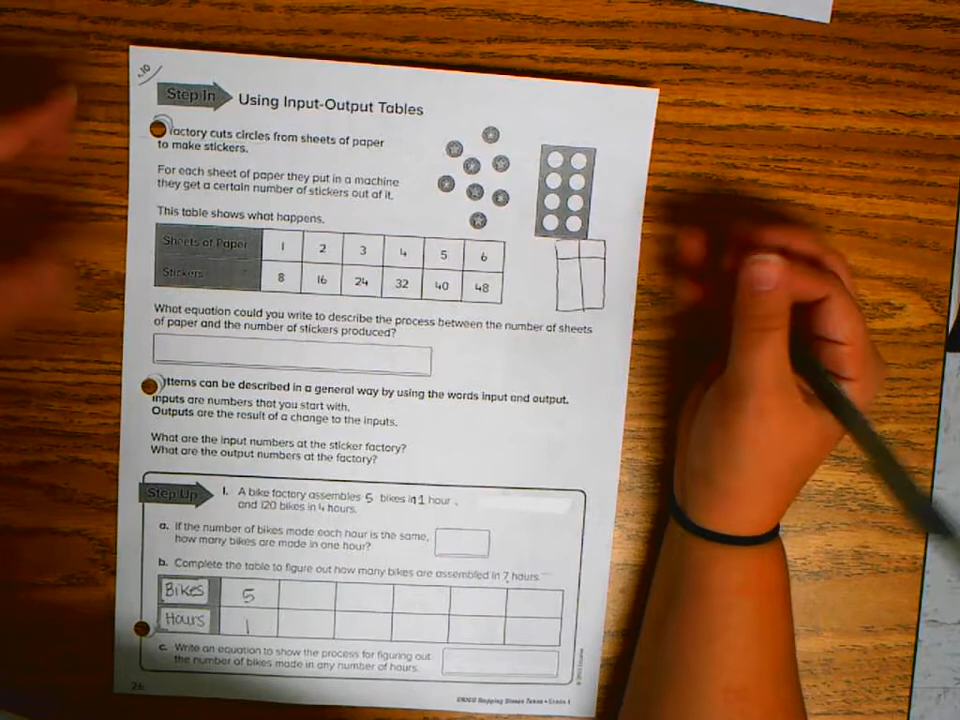 1.10
Step In
Using Input-Output Tables
factory cuts circles from sheets of paper
to make stickers.
For each sheet of paper they put in a machine
they get a certain number of stickers out of it.
This table shows what happens.
Sheets of Paper 1 2 3 4 5 6
Stickers 8 16 24 32 40 48
What equation could you write to describe the process between the number of sheets
of paper and the number of stickers produced?
tterns can be described in a general way by using the words input and output.
Inputs are numbers that you start with.
Outputs are the result of a change to the inputs.
What are the input numbers at the sticker factory?
What are the output numbers at the factory?
Step Up
1. A bike factory assembles 5 bikes in 1 hour.
and 120 bikes in 4 hours.
a. If the number of bikes made each hour is the same,
how many bikes are made in one hour?
b. Complete the table to figure out how many bikes are assembled in 7 hours.
Bikes 5
Hours 1
c. Write an equation to show the process for figuring out
the number of bikes made in any number of hours.
26
ORIGO Stepping Stones Texas • Grade 4